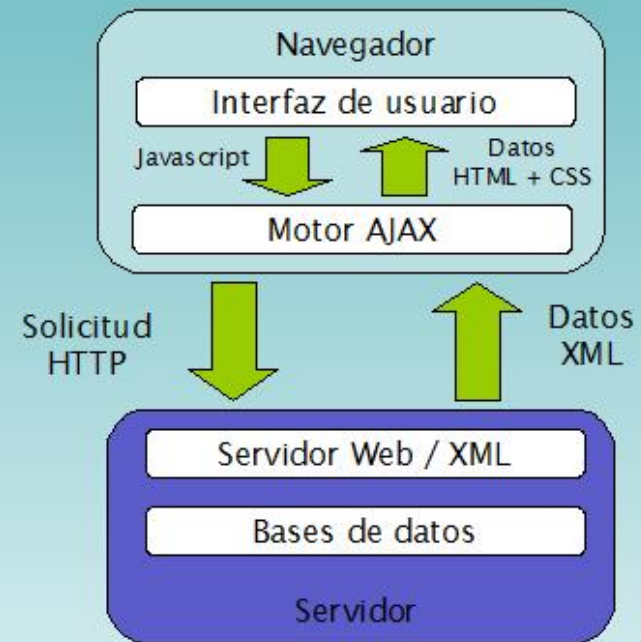 Navegador
Interfaz de usuario
Javascript
Datos
HTML + CSS
Motor AJAX
Solicitud
HTTP
Datos
XML
Servidor Web / XML
Bases de datos
Servidor